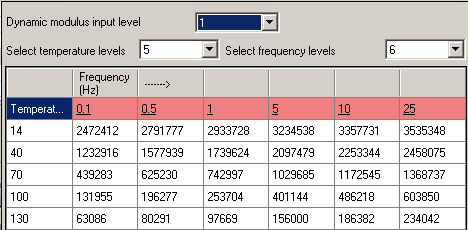 Dynamic modulus input level 1
Select temperature levels 5 Select frequency levels 6
Frequency (Hz) ------->
Temperat... 0.1 0.5 1 5 10 25
14 2472412 2791777 2933728 3234538 3357731 3535348
40 1232916 1577939 1739624 2097479 2253344 2458075
70 439283 625230 742997 1029685 1172545 1368737
100 131955 196277 253704 401144 486218 603850
130 63086 80291 97669 156000 186382 234042